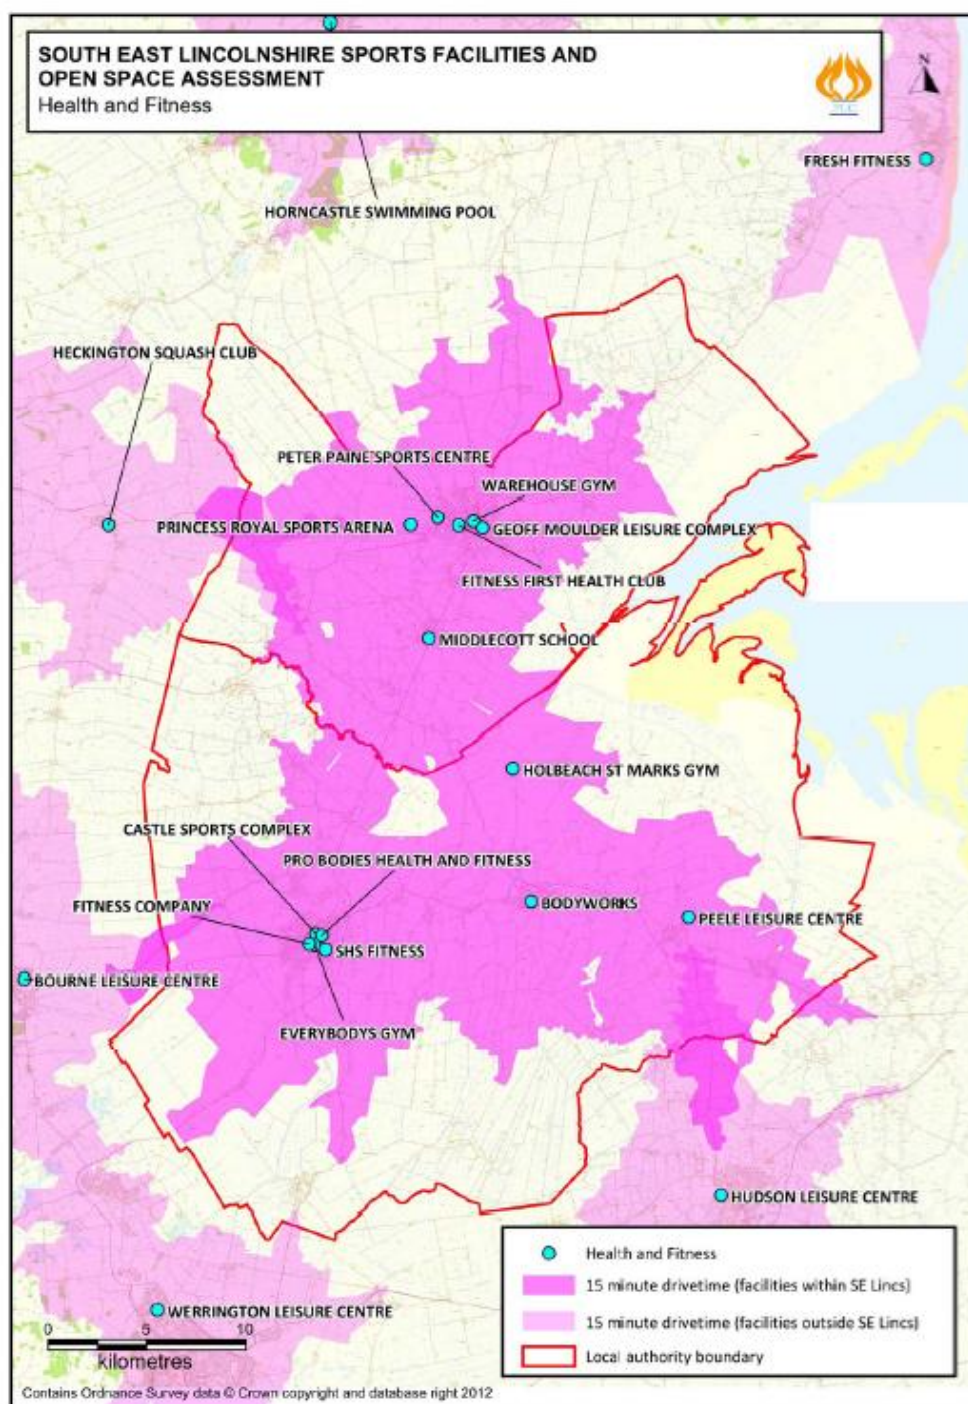 SOUTH EAST LINCOLNSHIRE SPORTS FACILITIES AND
OPEN SPACE ASSESSMENT
Health and Fitness
N
FRESH FITNESS
HORNCASTLE SWIMMING POOL
HECKINGTON SQUASH CLUB
PETER PAINE SPORTS CENTRE
WAREHOUSE GYM
PRINCESS ROYAL SPORTS ARENA
GEOFF MOULDER LEISURE COMPLEX
FITNESS FIRST HEALTH CLUB
MIDDLECOTT SCHOOL
HOLBEACH ST MARKS GYM
CASTLE SPORTS COMPLEX
PRO BODIES HEALTH AND FITNESS
FITNESS COMPANY
BODYWORKS
PEELE LEISURE CENTRE
SHS FITNESS
BOURNE LEISURE CENTRE
EVERYBODYS GYM
HUDSON LEISURE CENTRE
Health and Fitness
15 minute drivetime (facilities within SE Lincs)
15 minute drivetime (facilities outside SE Lincs)
Local authority boundary
WERRINGTON LEISURE CENTRE
0 5 10
kilometres
Contains Ordnance Survey data © Crown copyright and database right 2012